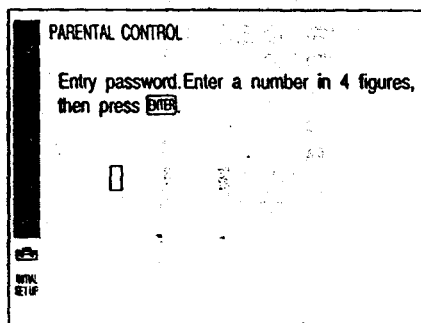 PARENTAL CONTROL
Entry password. Enter a number in 4 figures,
then press ENTER.
INITIAL
SET UP